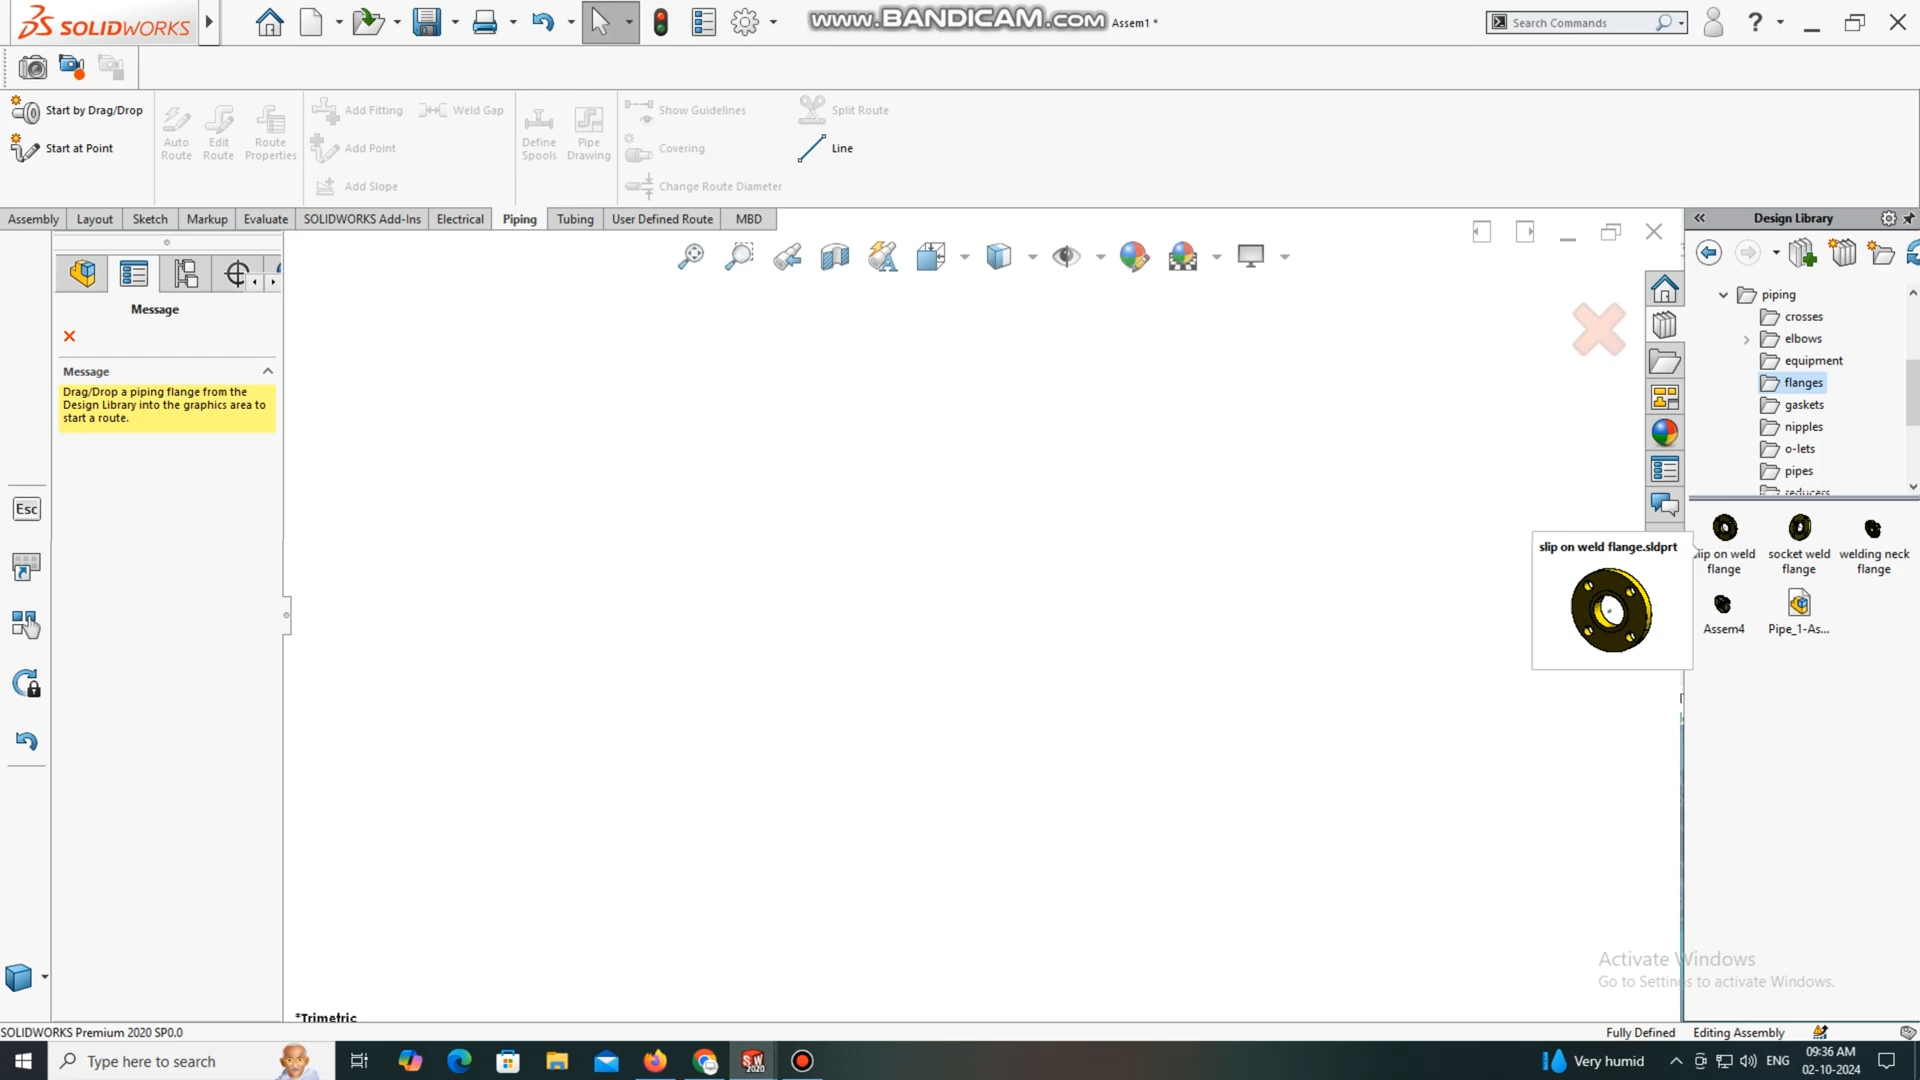 SOLIDWORKS
www.BANDICAM.com
Assem1 *
Search Commands
?
Start by Drag/Drop
Start at Point
Auto Route
Edit Route
Route Properties
Add Fitting
Weld Gap
Add Point
Add Slope
Define Spools
Pipe Drawing
Show Guidelines
Split Route
Covering
Line
Change Route Diameter
Assembly
Layout
Sketch
Markup
Evaluate
SOLIDWORKS Add-Ins
Electrical
Piping
Tubing
User Defined Route
MBD
Design Library
Message
Message
Drag/Drop a piping flange from the
Design Library into the graphics area to
start a route.
Esc
piping
crosses
elbows
equipment
flanges
gaskets
nipples
o-lets
pipes
reducers
slip on weld flange.sldprt
slip on weld
flange
socket weld
flange
welding neck
flange
Assem4
Pipe_1-As...
Activate Windows
Go to Settings to activate Windows.
*Trimetric
SOLIDWORKS Premium 2020 SP0.0
Fully Defined
Editing Assembly
Type here to search
SW
2020
Very humid
ENG
09:36 AM
02-10-2024